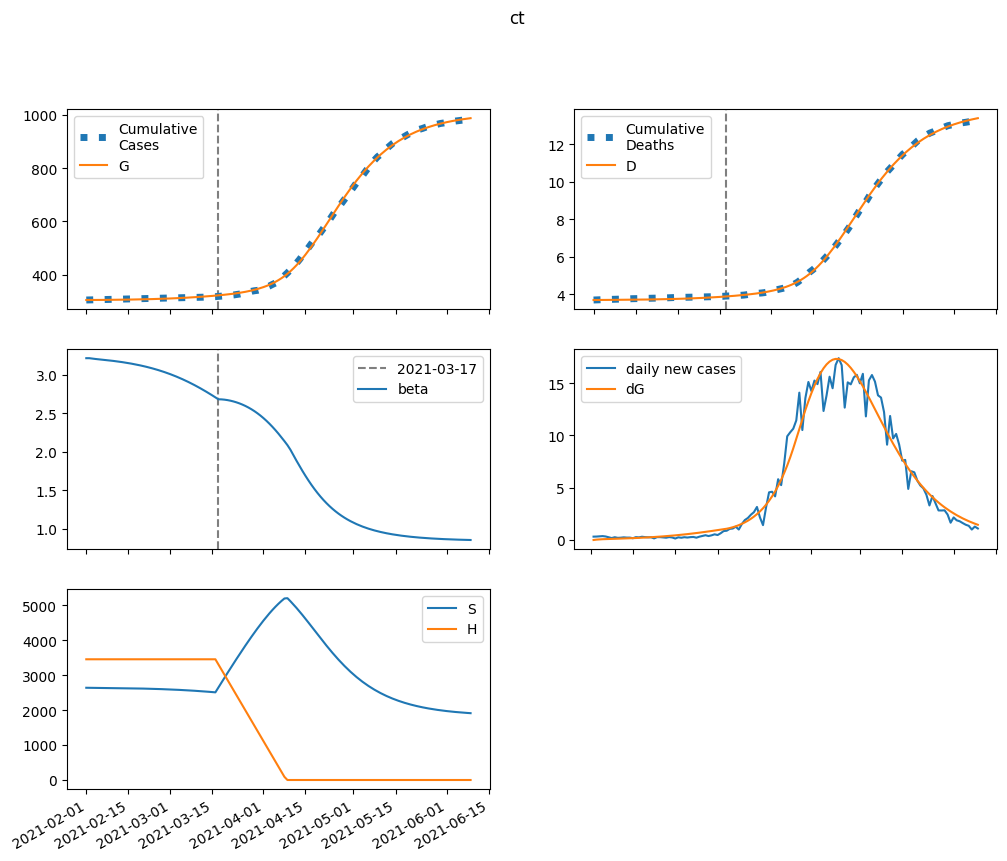 ct
1000
800
600
400
Cumulative
Cases
G
12
10
8
6
4
Cumulative
Deaths
D
3.0
2.5
2.0
1.5
1.0
2021-03-17
beta
15
10
5
0
daily new cases
dG
5000
4000
3000
2000
1000
0
S
H
2021-02-01
2021-02-15
2021-03-01
2021-03-15
2021-04-01
2021-04-15
2021-05-01
2021-05-15
2021-06-01
2021-06-15